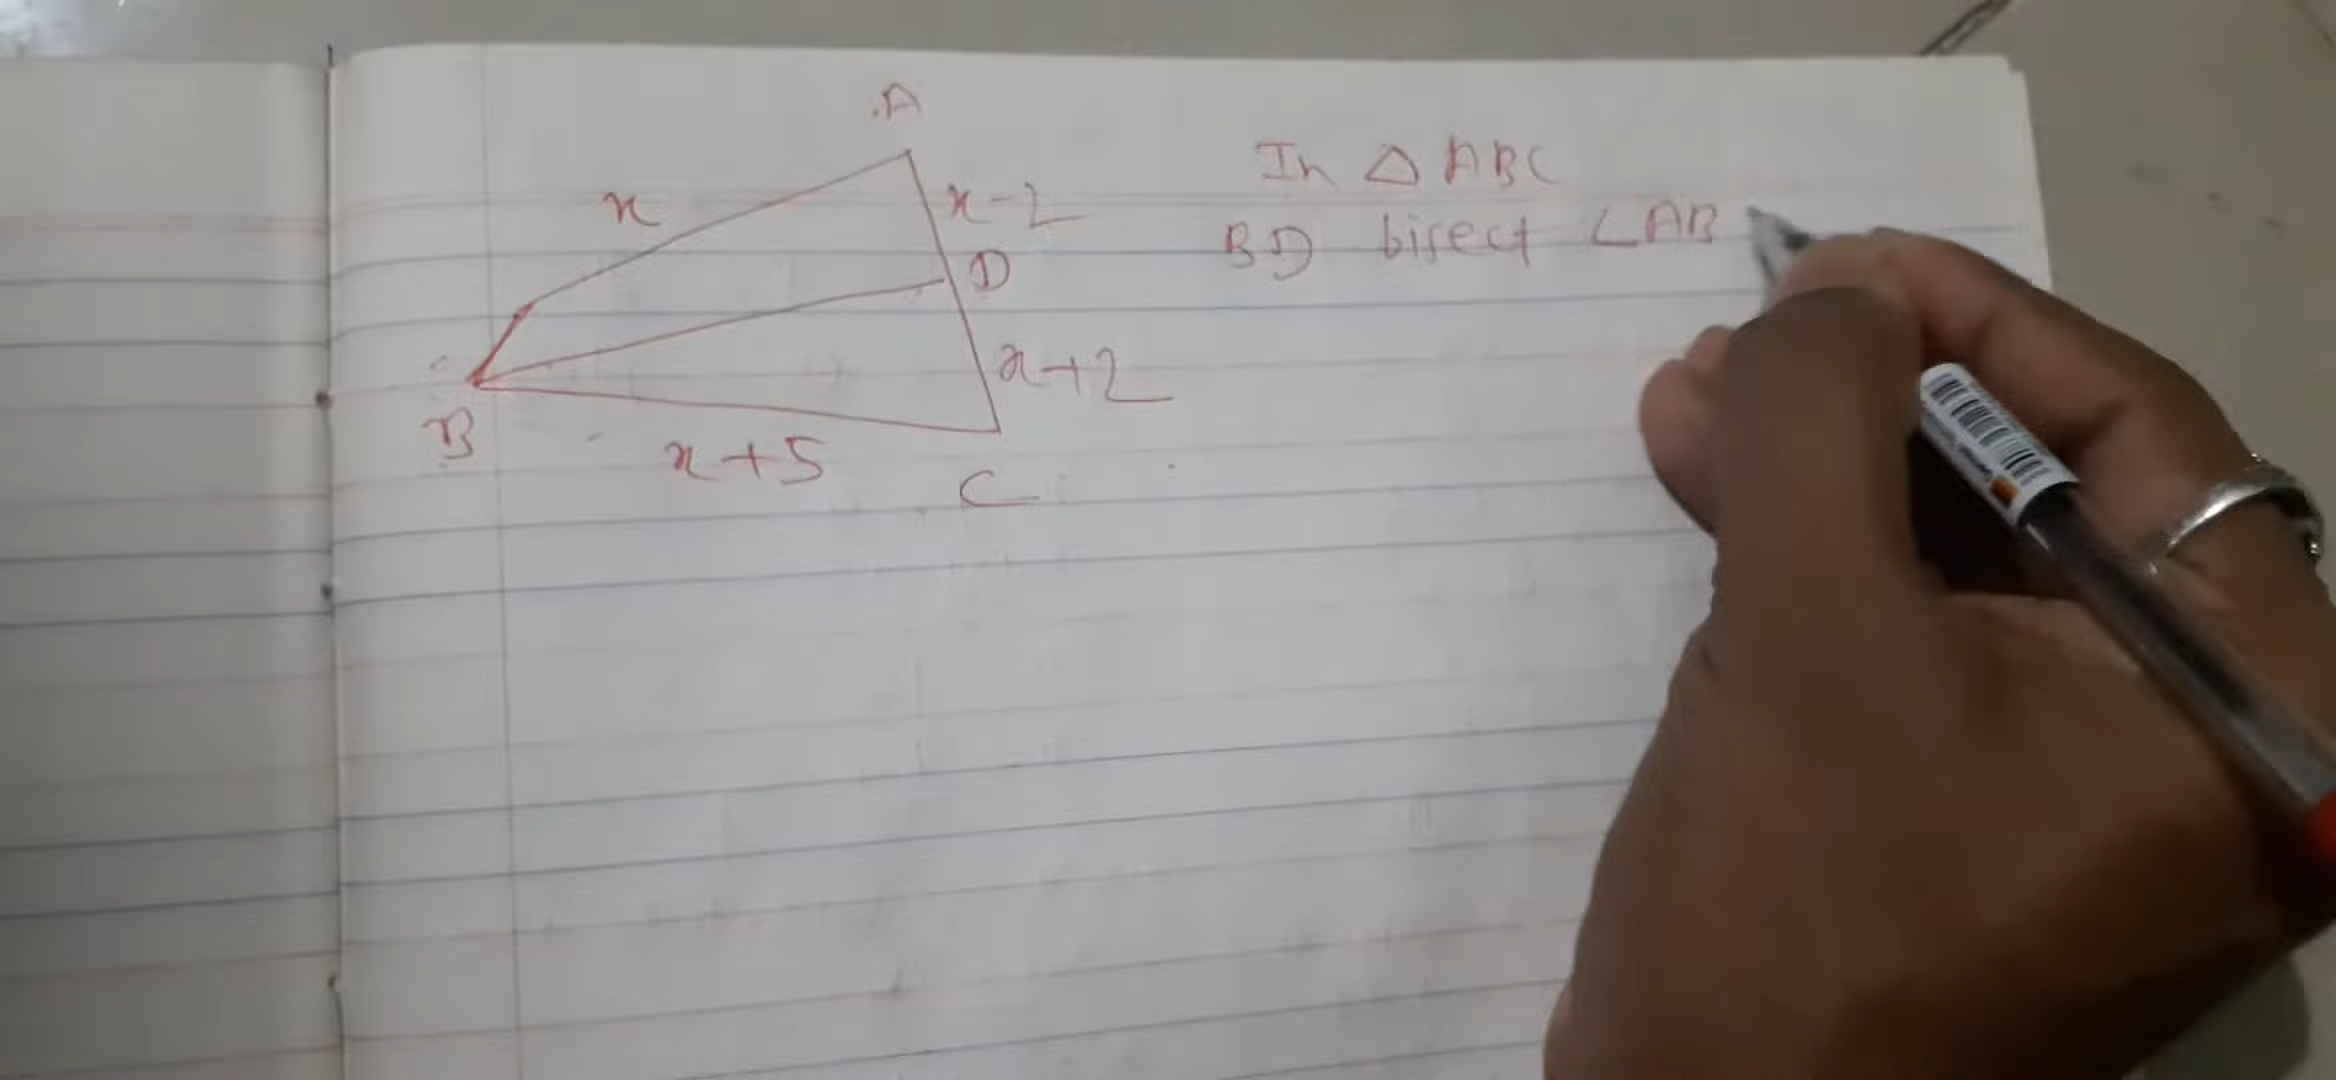 A
x
x-2
In △ ABC
BD bisect ∠AB
D
x+2
B
x+5
C